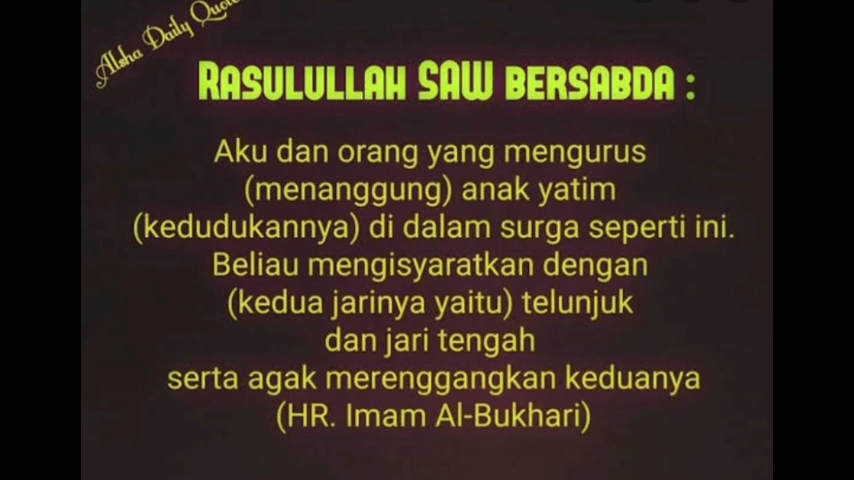 Alsha Daily Quote
RASULULLAH SAW BERSABDA :
Aku dan orang yang mengurus
(menanggung) anak yatim
(kedudukannya) di dalam surga seperti ini.
Beliau mengisyaratkan dengan
(kedua jarinya yaitu) telunjuk
dan jari tengah
serta agak merenggangkan keduanya
(HR. Imam Al-Bukhari)